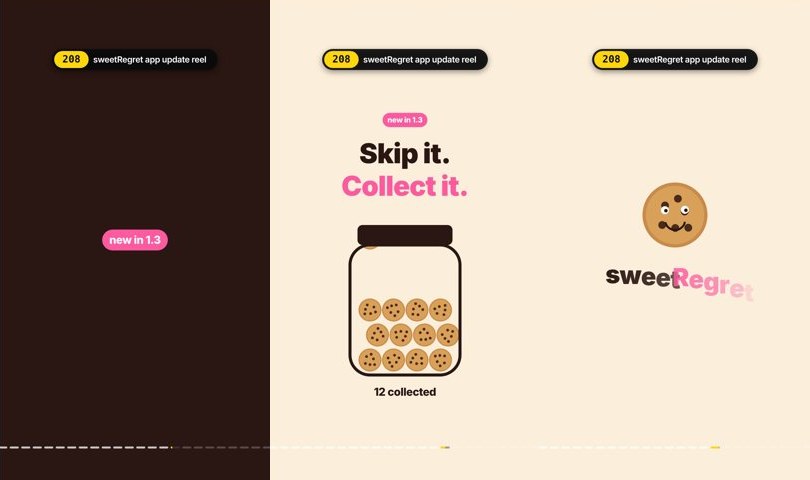 208 sweetRegret app update reel
new in 1.3
208 sweetRegret app update reel
new in 1.3
Skip it.
Collect it.
12 collected
208 sweetRegret app update reel
sweetRegret